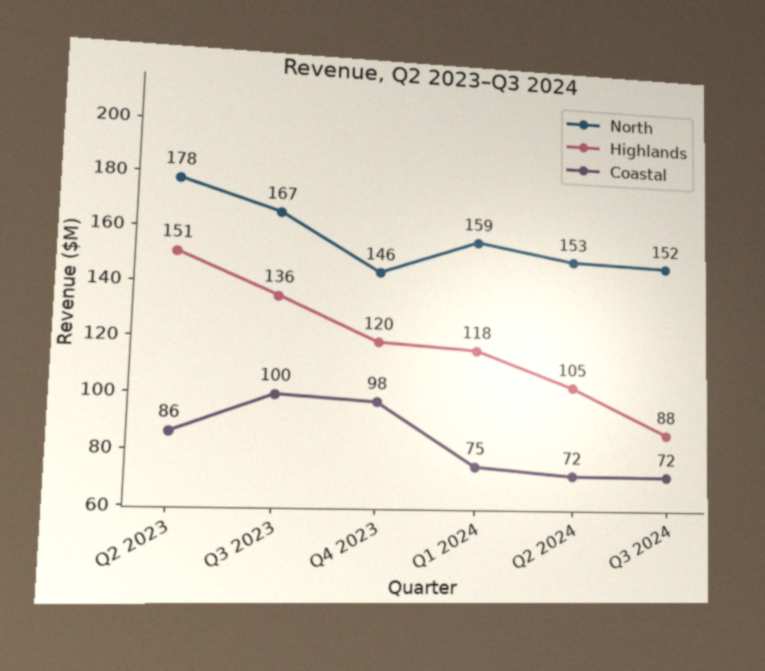 Revenue, Q2 2023–Q3 2024
North
Highlands
Coastal
Revenue ($M)
200
180
160
140
120
100
80
60
178
167
146
159
153
152
151
136
120
118
105
88
86
100
98
75
72
72
Q2 2023
Q3 2023
Q4 2023
Q1 2024
Q2 2024
Q3 2024
Quarter